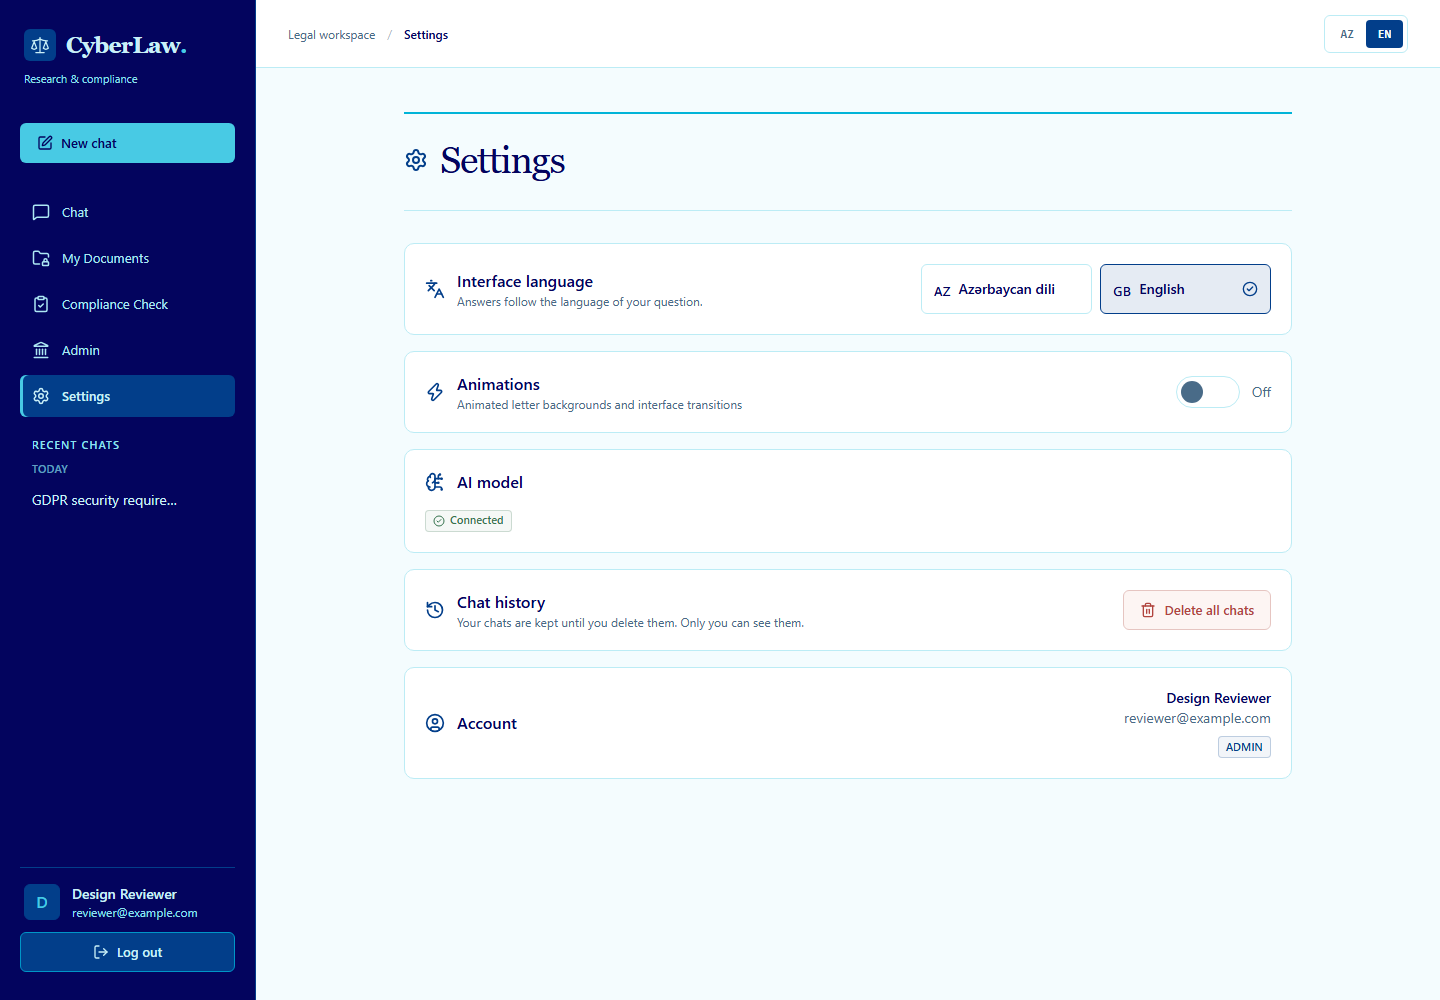 CyberLaw.
Research & compliance
New chat
Chat
My Documents
Compliance Check
Admin
Settings
RECENT CHATS
TODAY
GDPR security require...
Design Reviewer
D
reviewer@example.com
Log out
Legal workspace / Settings
AZ EN
Settings
Interface language
Answers follow the language of your question.
AZ Azərbaycan dili
GB English
Animations
Animated letter backgrounds and interface transitions
Off
AI model
Connected
Chat history
Your chats are kept until you delete them. Only you can see them.
Delete all chats
Account
Design Reviewer
reviewer@example.com
ADMIN